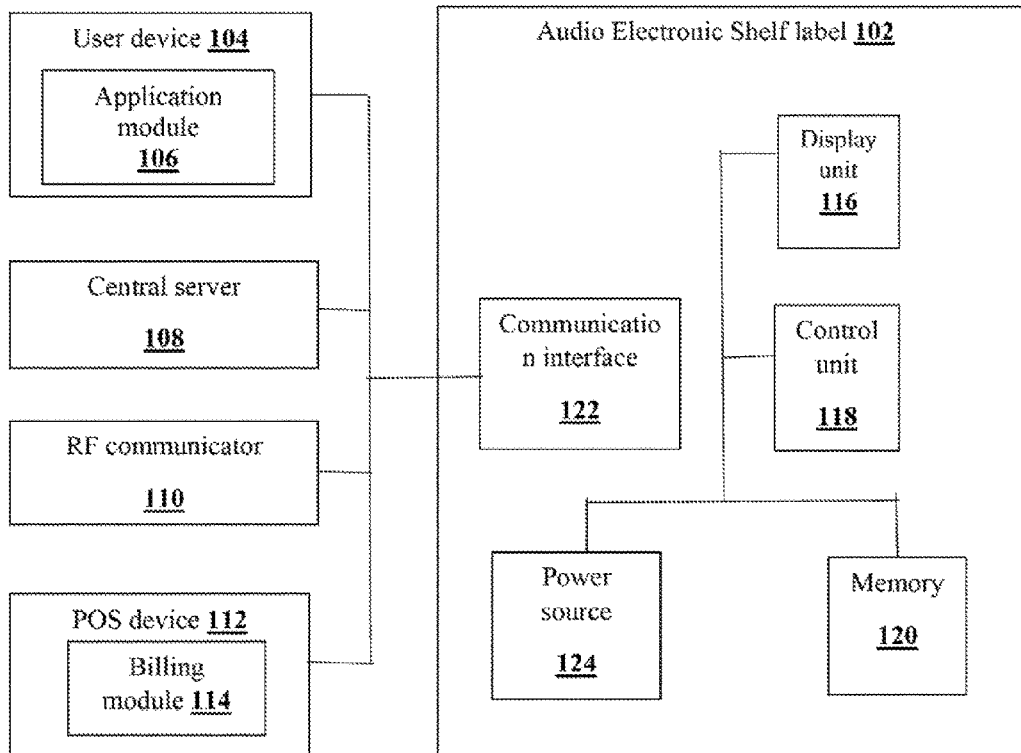 User device 104
Application
module
106
Central server
108
RF communicator
110
POS device 112
Billing
module 114
Audio Electronic Shelf label 102
Display
unit
116
Communicatio
n interface
122
Control
unit
118
Power
source
124
Memory
120